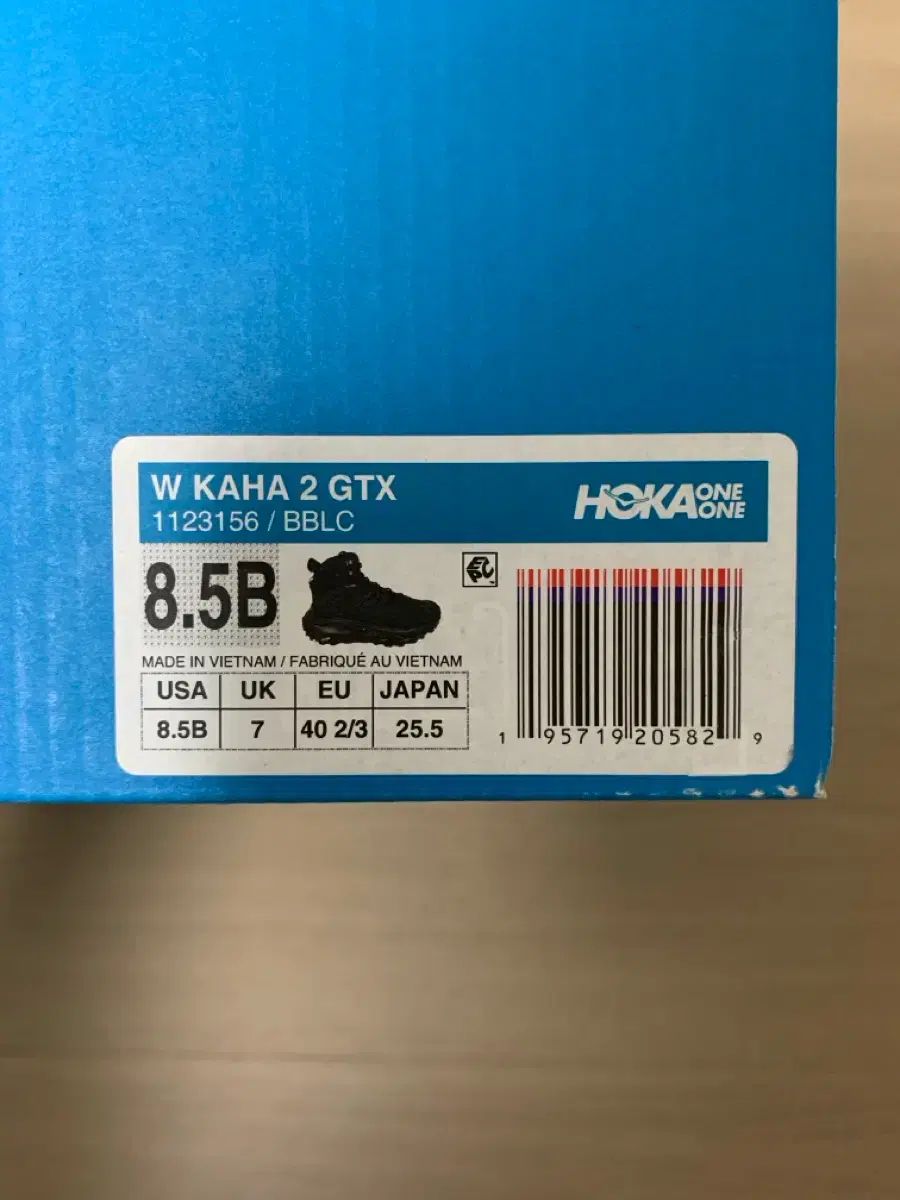 W KAHA 2 GTX
1123156 / BBLC
HOKA ONE ONE
8.5B
EPC
MADE IN VIETNAM / FABRIQUÉ AU VIETNAM
USA UK EU JAPAN
8.5B 7 40 2/3 25.5
1 95719 20582 9